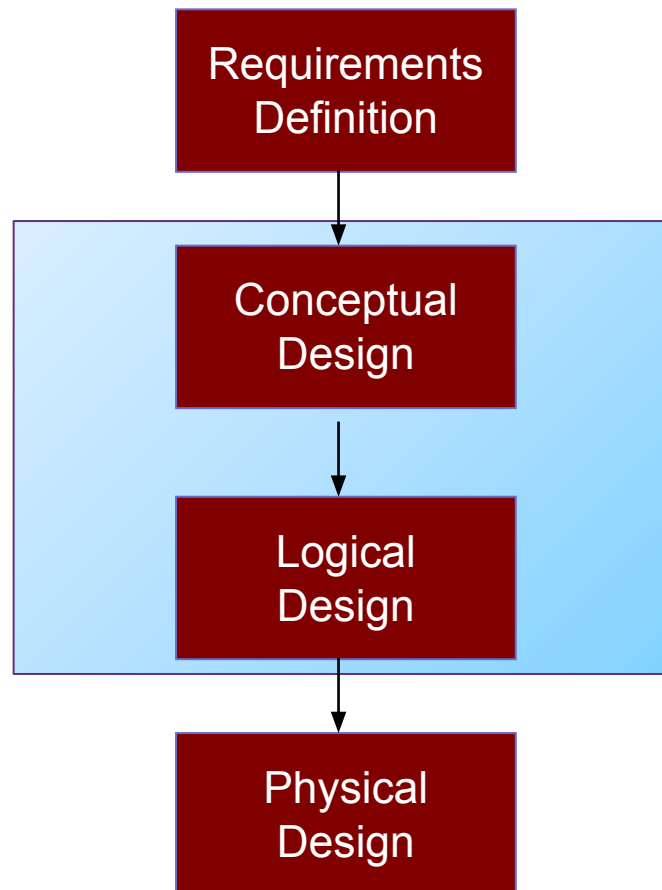 Requirements
Definition
Conceptual
Design
Logical
Design
Physical
Design